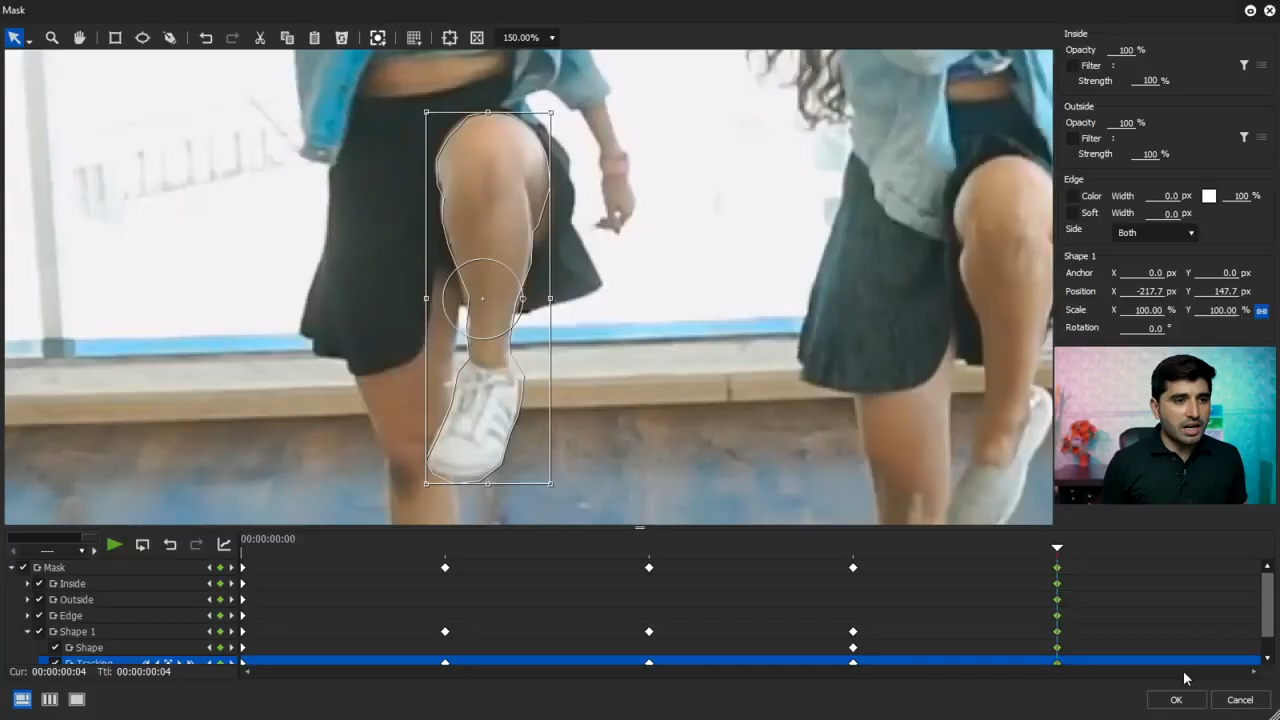 Mask
150.00%
Inside
Opacity 100 %
Filter :
Strength 100 %
Outside
Opacity 100 %
Filter :
Strength 100 %
Edge
Color Width 0.0 px 100 %
Soft Width 0.0 px
Side Both
Shape 1
Anchor X 0.0 px Y 0.0 px
Position X -217.7 px Y 147.7 px
Scale X 100.00 % Y 100.00 %
Rotation 0.0 °
00:00:00:00
Mask
Inside
Outside
Edge
Shape 1
Shape
Tracking
Cur: 00:00:00:04 Ttl: 00:00:00:04
OK Cancel